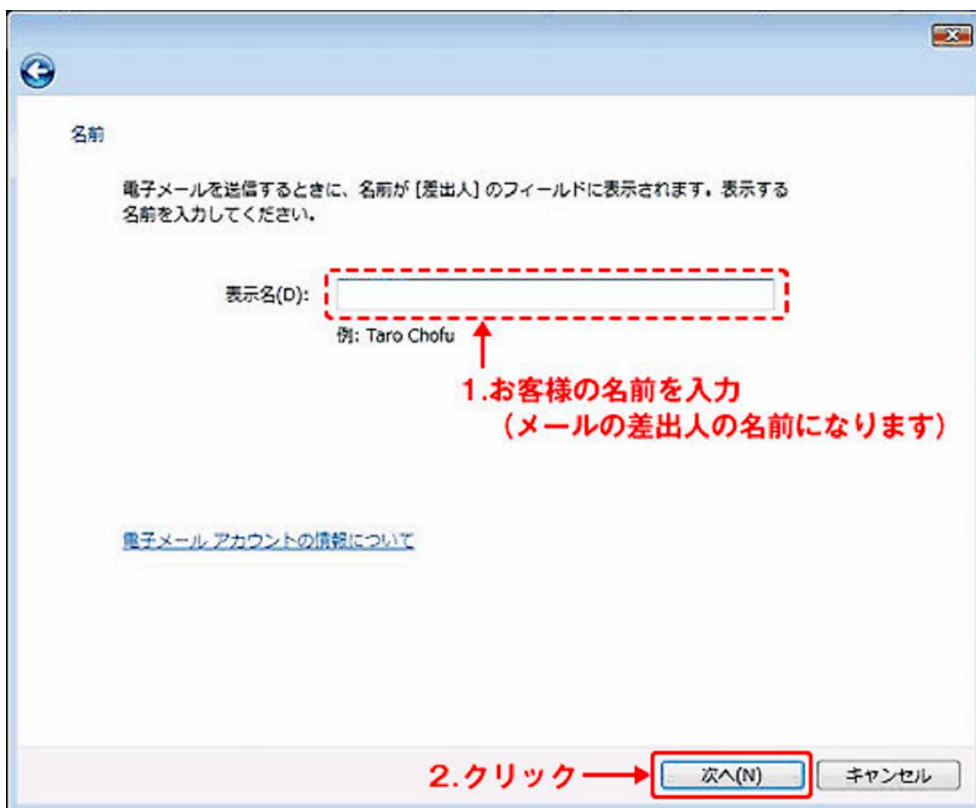 名前
電子メールを送信するときに、名前が [差出人] のフィールドに表示されます。表示する
名前を入力してください。
表示名(D):
例: Taro Chofu
1.お客様の名前を入力
（メールの差出人の名前になります）
電子メール アカウントの情報について
2.クリック
次へ(N)
キャンセル